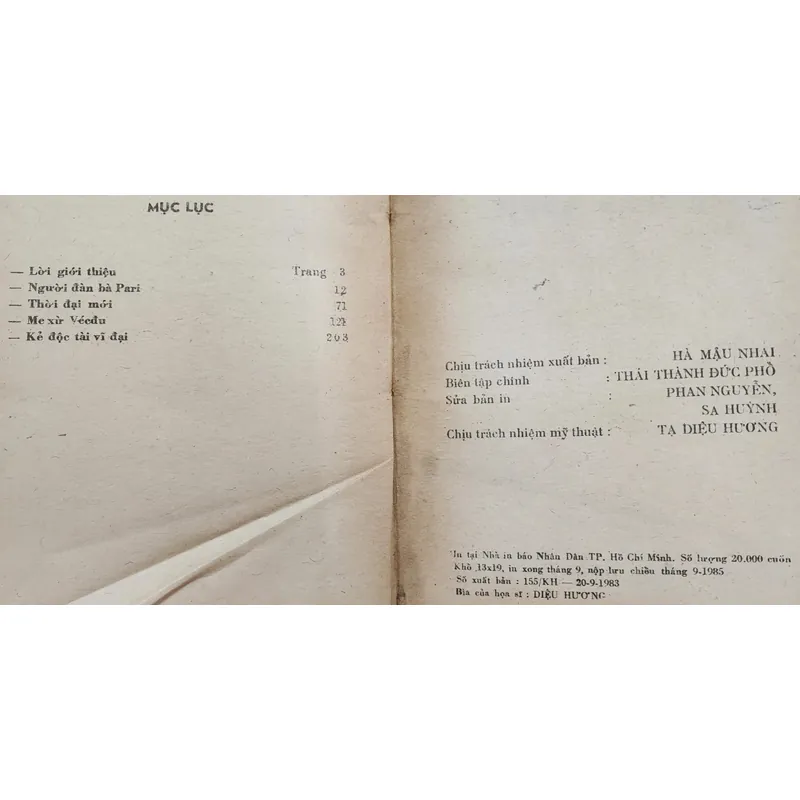 MỤC LỤC
— Lời giới thiệu Trang 3
— Người đàn bà Pari 12
— Thời đại mới 71
— Me xừ Vécđu 121
— Kẻ độc tài vĩ đại 203
Chịu trách nhiệm xuất bản : HÀ MẬU NHAI
Biên tập chính : THÁI THÀNH ĐỨC PHỒ
Sửa bản in : PHAN NGUYỄN,
SA HUỲNH
Chịu trách nhiệm mỹ thuật : TẠ DIỆU HƯƠNG
In tại Nhà in báo Nhân Dân TP. Hồ Chí Minh. Số lượng 20.000 cuốn
Khổ 13x19, in xong tháng 9, nộp lưu chiều tháng 9-1985
Số xuất bản : 155/KH — 20-9-1983
Bìa của họa sĩ : DIỆU HƯƠNG